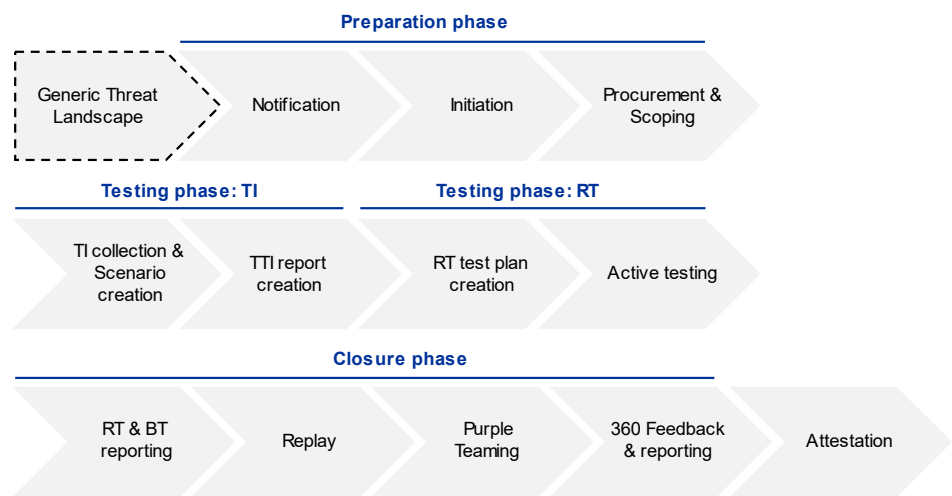 Preparation phase
Generic Threat
Landscape
Notification
Initiation
Procurement &
Scoping
Testing phase: TI
Testing phase: RT
TI collection &
Scenario
creation
TTI report
creation
RT test plan
creation
Active testing
Closure phase
RT & BT
reporting
Replay
Purple
Teaming
360 Feedback
& reporting
Attestation